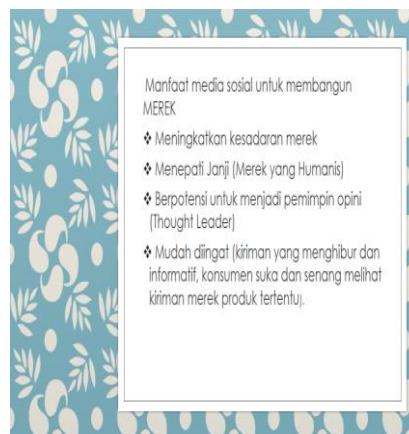 Manfaat media sosial untuk membangun
MEREK
❖ Meningkatkan kesadaran merek
❖ Menepati Janji (Merek yang Humanis)
❖ Berpotensi untuk menjadi pemimpin opini
(Thought Leader)
❖ Mudah diingat (kiriman yang menghibur dan
informatif, konsumen suka dan senang melihat
kiriman merek produk tertentu).